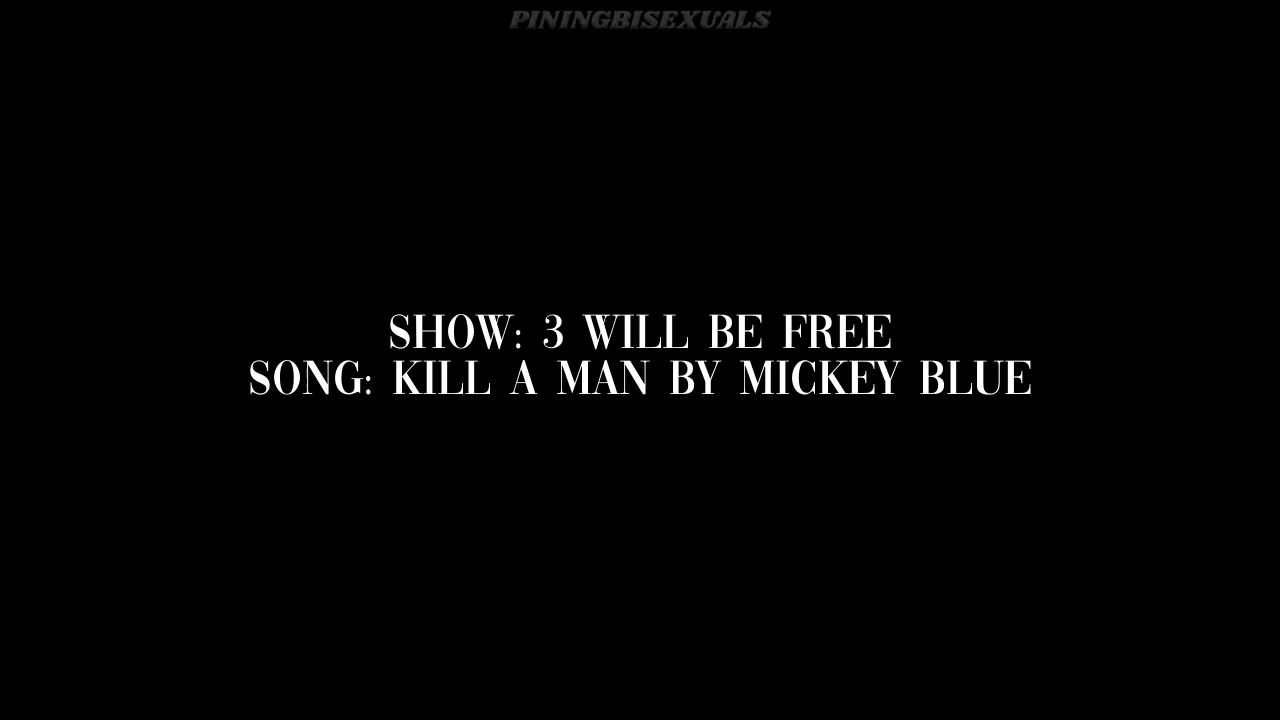 PININGBISEXUALS
SHOW: 3 WILL BE FREE
SONG: KILL A MAN BY MICKEY BLUE